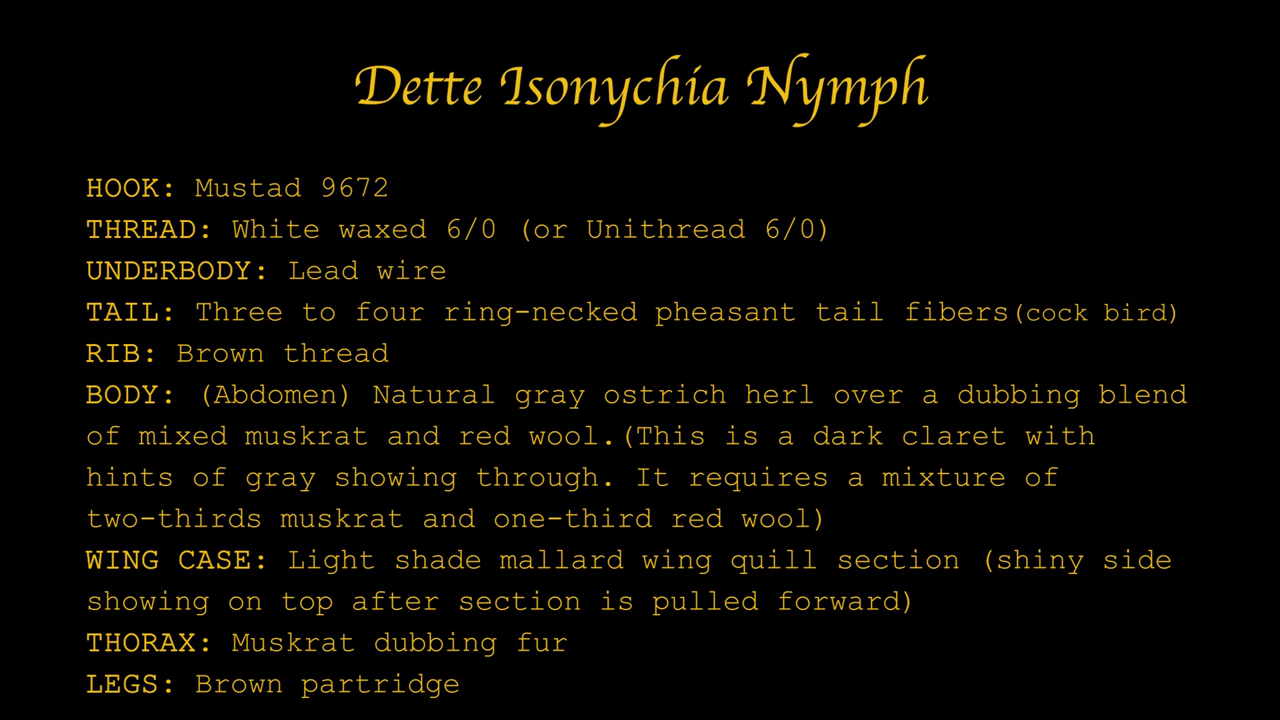 Dette Isonychia Nymph
HOOK: Mustad 9672
THREAD: White waxed 6/0 (or Unithread 6/0)
UNDERBODY: Lead wire
TAIL: Three to four ring-necked pheasant tail fibers(cock bird)
RIB: Brown thread
BODY: (Abdomen) Natural gray ostrich herl over a dubbing blend
of mixed muskrat and red wool.(This is a dark claret with
hints of gray showing through. It requires a mixture of
two-thirds muskrat and one-third red wool)
WING CASE: Light shade mallard wing quill section (shiny side
showing on top after section is pulled forward)
THORAX: Muskrat dubbing fur
LEGS: Brown partridge